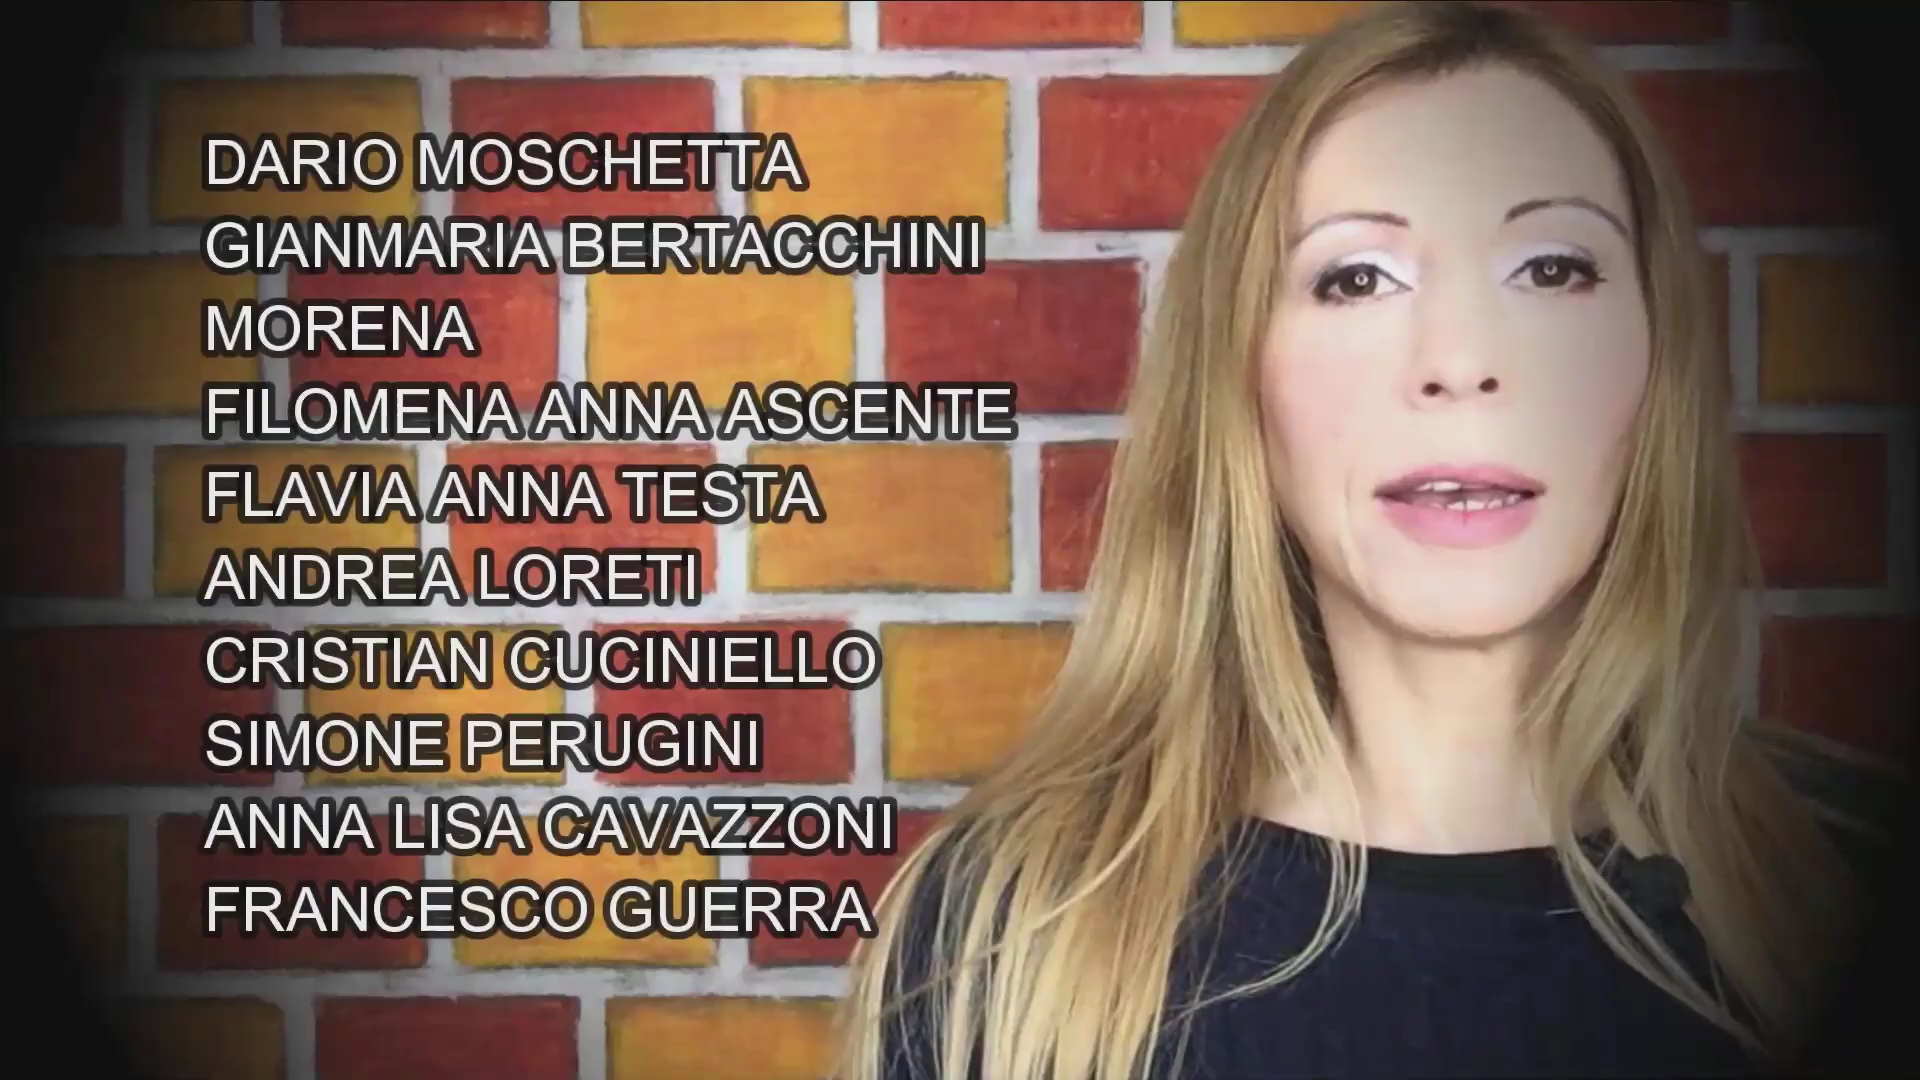 DARIO MOSCHETTA
GIANMARIA BERTACCHINI
MORENA
FILOMENA ANNA ASCENTE
FLAVIA ANNA TESTA
ANDREA LORETI
CRISTIAN CUCINIELLO
SIMONE PERUGINI
ANNA LISA CAVAZZONI
FRANCESCO GUERRA